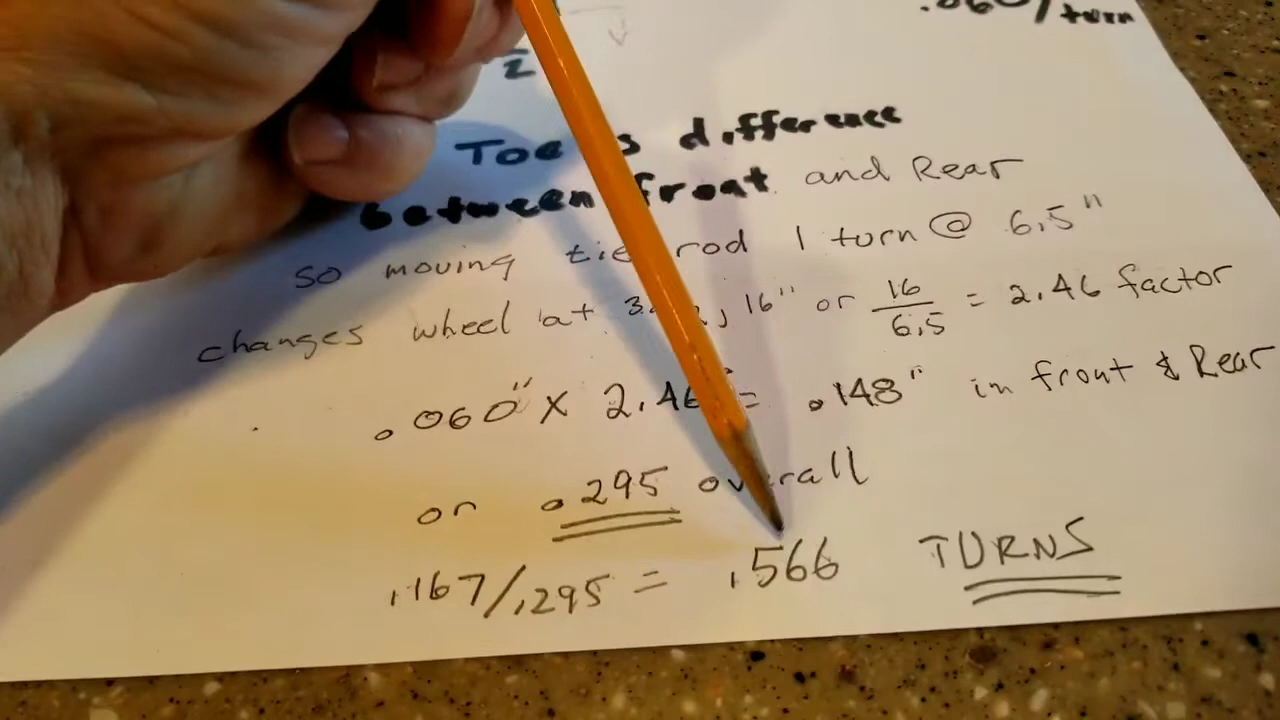 .060/turn
2
Toe s difference
between front and Rear
so moving tie rod 1 turn @ 6.5"
changes wheel at 16" or 16/6.5 = 2.46 factor
.060" x 2.46 = .148" in front & Rear
or .295 overall
.167/.295 = .566 TURNS